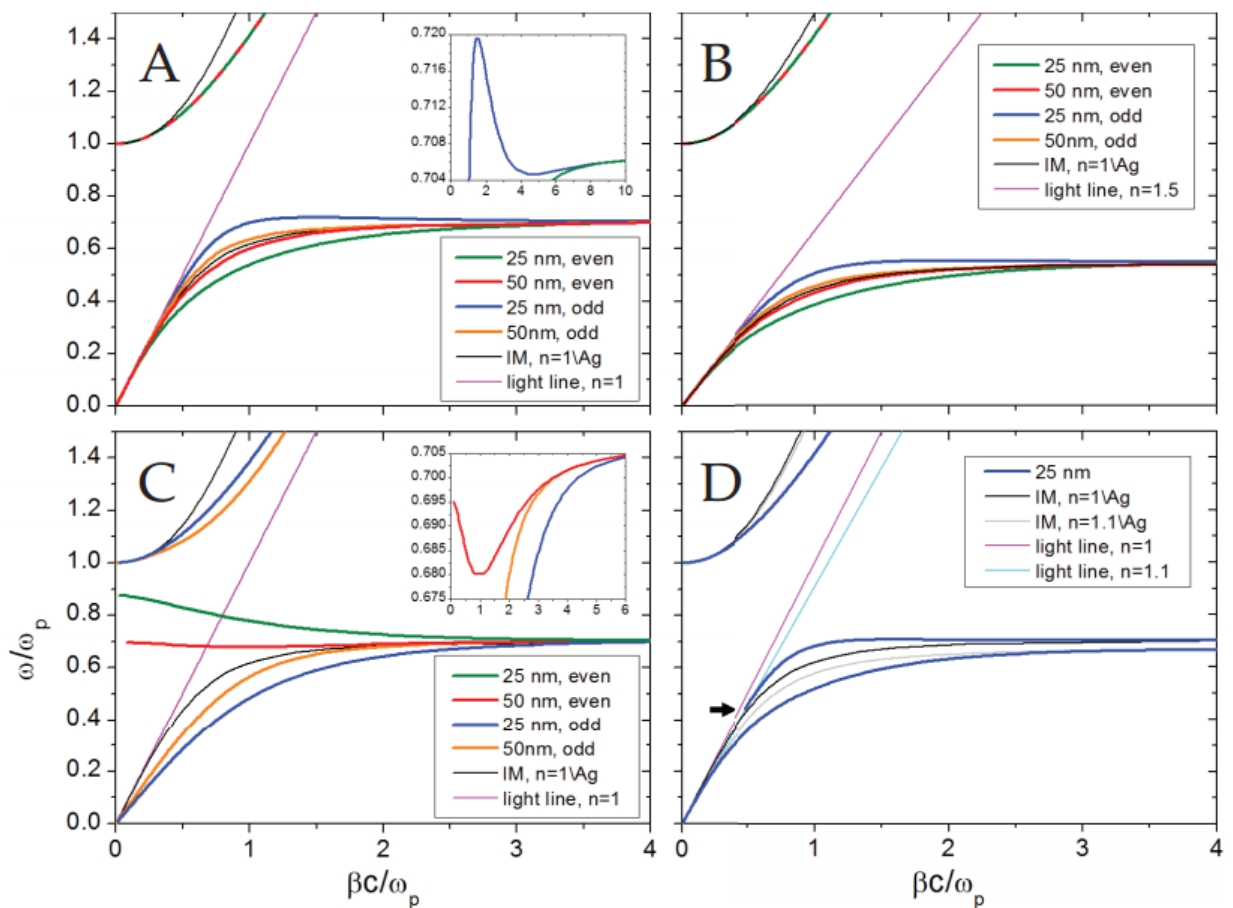 A
B
C
D
1.4
1.2
1.0
0.8
0.6
0.4
0.2
0.0
0.720
0.716
0.712
0.708
0.704
0 2 4 6 8 10
25 nm, even
50 nm, even
25 nm, odd
50nm, odd
IM, n=1\Ag
light line, n=1
25 nm, even
50 nm, even
25 nm, odd
50nm, odd
IM, n=1\Ag
light line, n=1.5
1.4
1.2
1.0
0.8
0.6
0.4
0.2
0.0
ω/ωp
0.705
0.700
0.695
0.690
0.685
0.680
0.675
0 1 2 3 4 5 6
25 nm, even
50 nm, even
25 nm, odd
50nm, odd
IM, n=1\Ag
light line, n=1
25 nm
IM, n=1\Ag
IM, n=1.1\Ag
light line, n=1
light line, n=1.1
0 1 2 3 4
0 1 2 3 4
βc/ωp
βc/ωp